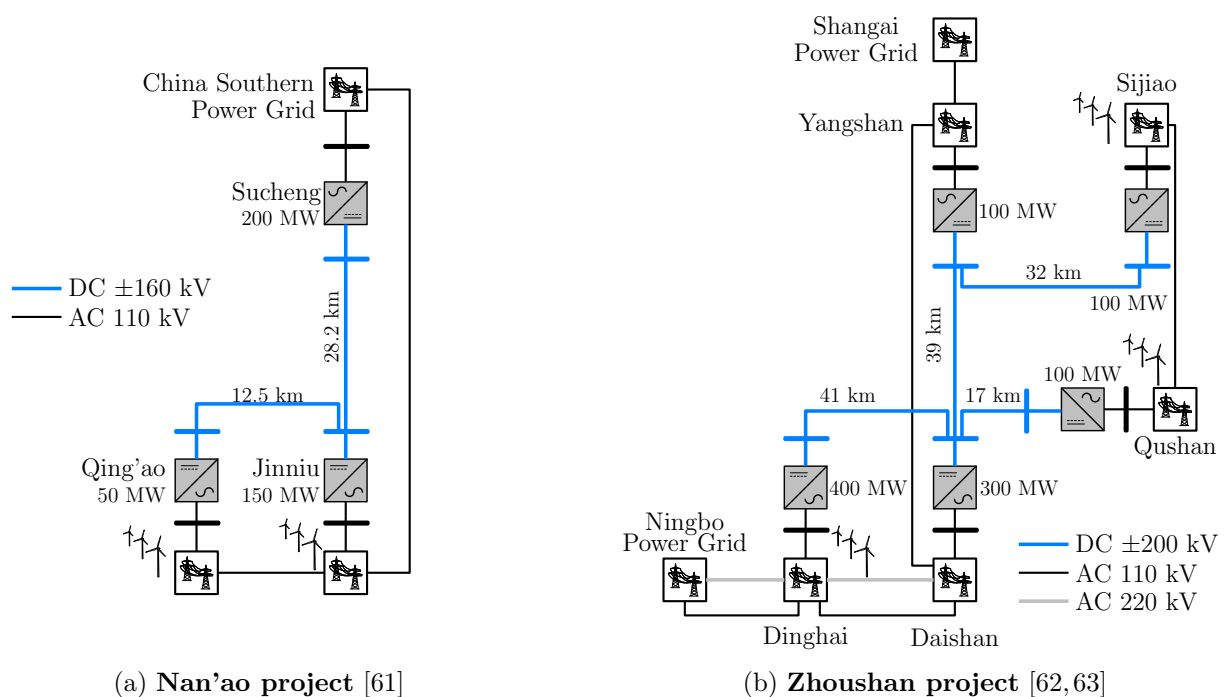 China Southern
Power Grid
Sucheng
200 MW
DC ±160 kV
AC 110 kV
28.2 km
12.5 km
Qing'ao
50 MW
Jinniu
150 MW
(a) Nan'ao project [61]
Shangai
Power Grid
Yangshan
Sijiao
100 MW
32 km
100 MW
39 km
41 km
17 km
100 MW
Qushan
400 MW
300 MW
Ningbo
Power Grid
Dinghai
Daishan
DC ±200 kV
AC 110 kV
AC 220 kV
(b) Zhoushan project [62,63]